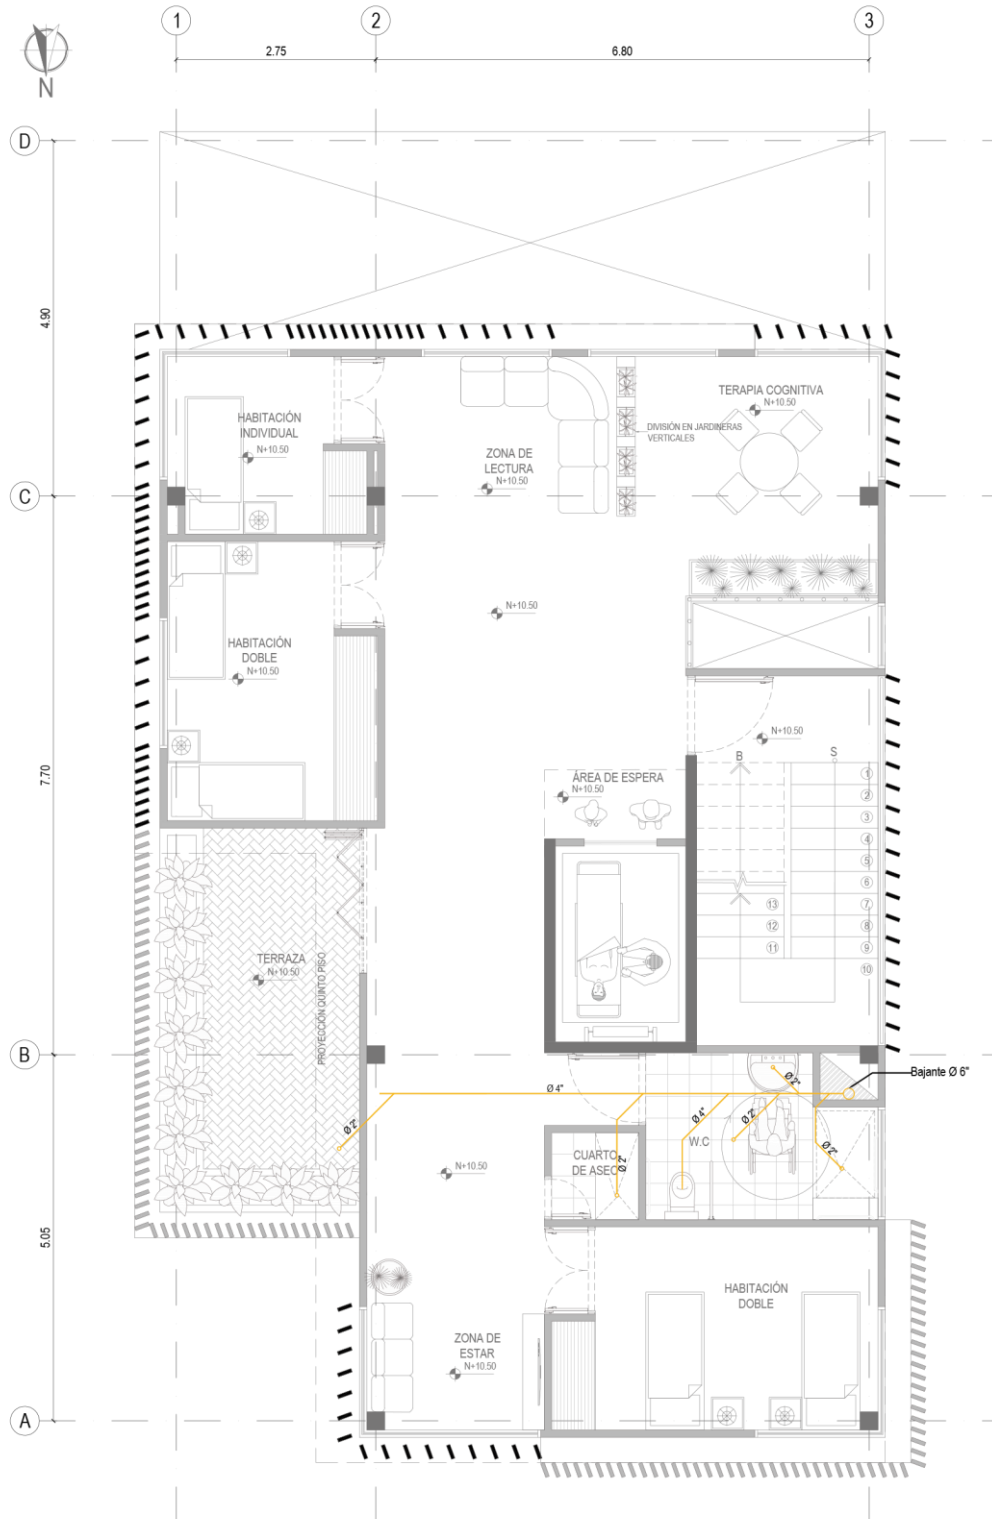 1
2
3
2.75
6.80
N
D
4.90
HABITACIÓN
INDIVIDUAL
N+10.50
ZONA DE
LECTURA
N+10.50
TERAPIA COGNITIVA
N+10.50
DIVISIÓN EN JARDINERAS
VERTICALES
C
N+10.50
HABITACIÓN
DOBLE
N+10.50
N+10.50
B
S
7.70
ÁREA DE ESPERA
N+10.50
1
2
3
4
5
6
7
8
9
10
13
12
11
TERRAZA
N+10.50
PROYECCIÓN QUINTO PISO
B
Bajante Ø 6"
Ø 4"
Ø 2"
Ø 2"
Ø 4"
Ø 2"
W.C
Ø 2"
Ø 2"
CUARTO
DE ASEO
N+10.50
5.05
HABITACIÓN
DOBLE
ZONA DE
ESTAR
N+10.50
A